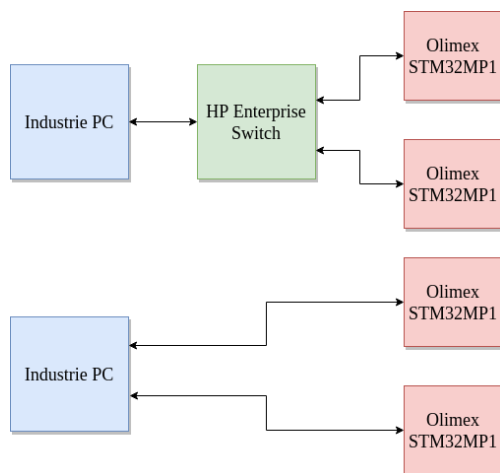 Olimex
STM32MP1
Industrie PC
HP Enterprise
Switch
Olimex
STM32MP1
Olimex
STM32MP1
Industrie PC
Olimex
STM32MP1